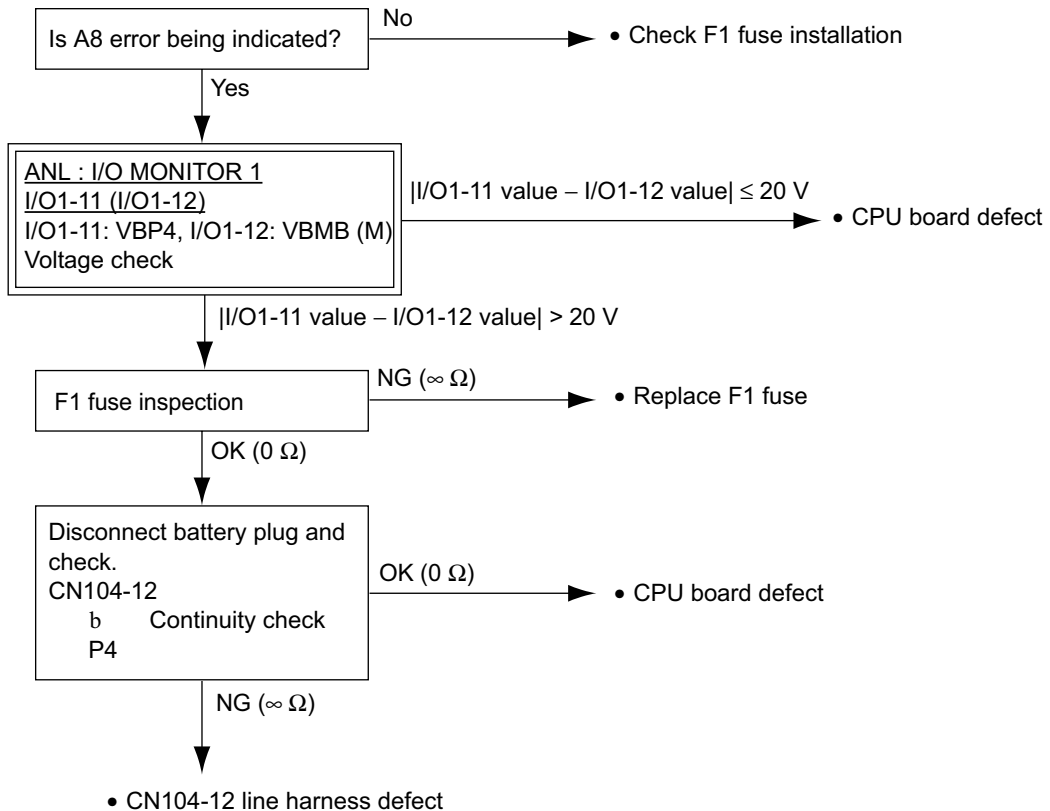 Is A8 error being indicated?
No
• Check F1 fuse installation
Yes
ANL : I/O MONITOR 1
I/O1-11 (I/O1-12)
I/O1-11: VBP4, I/O1-12: VBMB (M)
Voltage check
|I/O1-11 value – I/O1-12 value| ≤ 20 V
• CPU board defect
|I/O1-11 value – I/O1-12 value| > 20 V
F1 fuse inspection
NG (∞ Ω)
• Replace F1 fuse
OK (0 Ω)
Disconnect battery plug and
check.
CN104-12
b Continuity check
P4
OK (0 Ω)
• CPU board defect
NG (∞ Ω)
• CN104-12 line harness defect